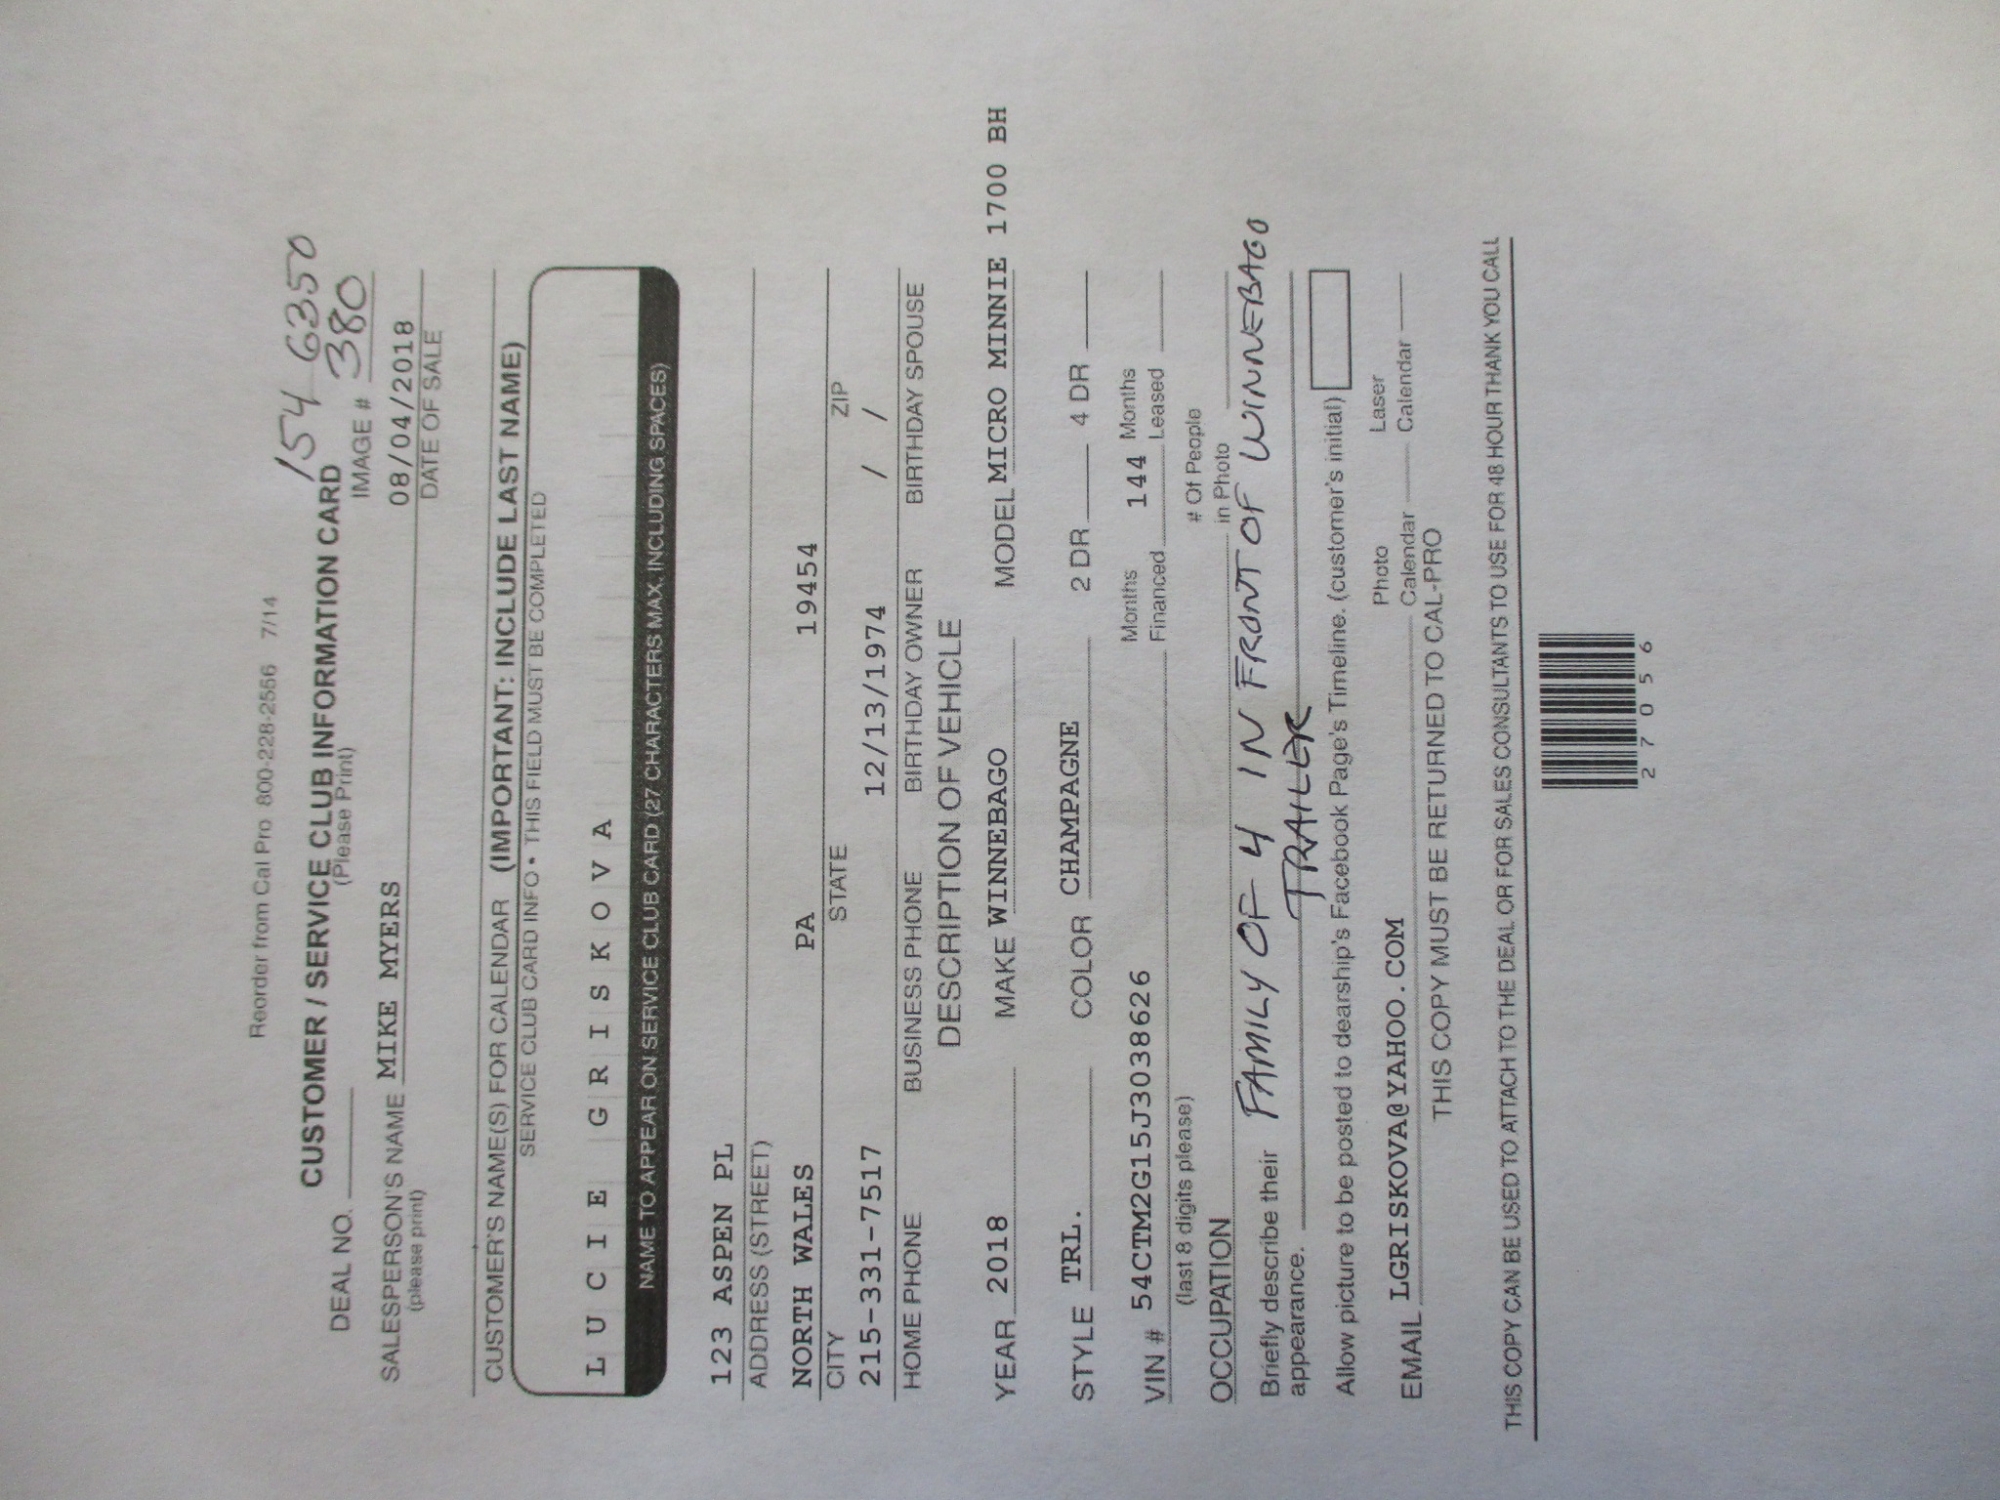 Reorder from Cal Pro 800-228-2556 7/14
154 6350
CUSTOMER / SERVICE CLUB INFORMATION CARD
(Please Print)
DEAL NO.
IMAGE # 380
SALESPERSON'S NAME MIKE MYERS
(please print)
08/04/2018
DATE OF SALE
CUSTOMER'S NAME(S) FOR CALENDAR (IMPORTANT: INCLUDE LAST NAME)
SERVICE CLUB CARD INFO • THIS FIELD MUST BE COMPLETED
LUCIE GRISKOVA
NAME TO APPEAR ON SERVICE CLUB CARD (27 CHARACTERS MAX, INCLUDING SPACES)
123 ASPEN PL
ADDRESS (STREET)
NORTH WALES PA 19454
CITY STATE ZIP
215-331-7517 12/13/1974 / /
HOME PHONE BUSINESS PHONE BIRTHDAY OWNER BIRTHDAY SPOUSE
DESCRIPTION OF VEHICLE
YEAR 2018 MAKE WINNEBAGO MODEL MICRO MINNIE 1700 BH
STYLE TRL. COLOR CHAMPAGNE 2 DR 4 DR
VIN # 54CTM2G15J3038626 Months Financed 144 Months Leased
(last 8 digits please)
OCCUPATION # Of People in Photo
Briefly describe their appearance. FAMILY OF 4 IN FRONT OF WINNEBAGO
TRAILER
Allow picture to be posted to dearship's Facebook Page's Timeline. (customer's initial)
EMAIL LGRISKOVA@YAHOO.COM Photo Calendar Laser Calendar
THIS COPY MUST BE RETURNED TO CAL-PRO
THIS COPY CAN BE USED TO ATTACH TO THE DEAL OR FOR SALES CONSULTANTS TO USE FOR 48 HOUR THANK YOU CALL
270556